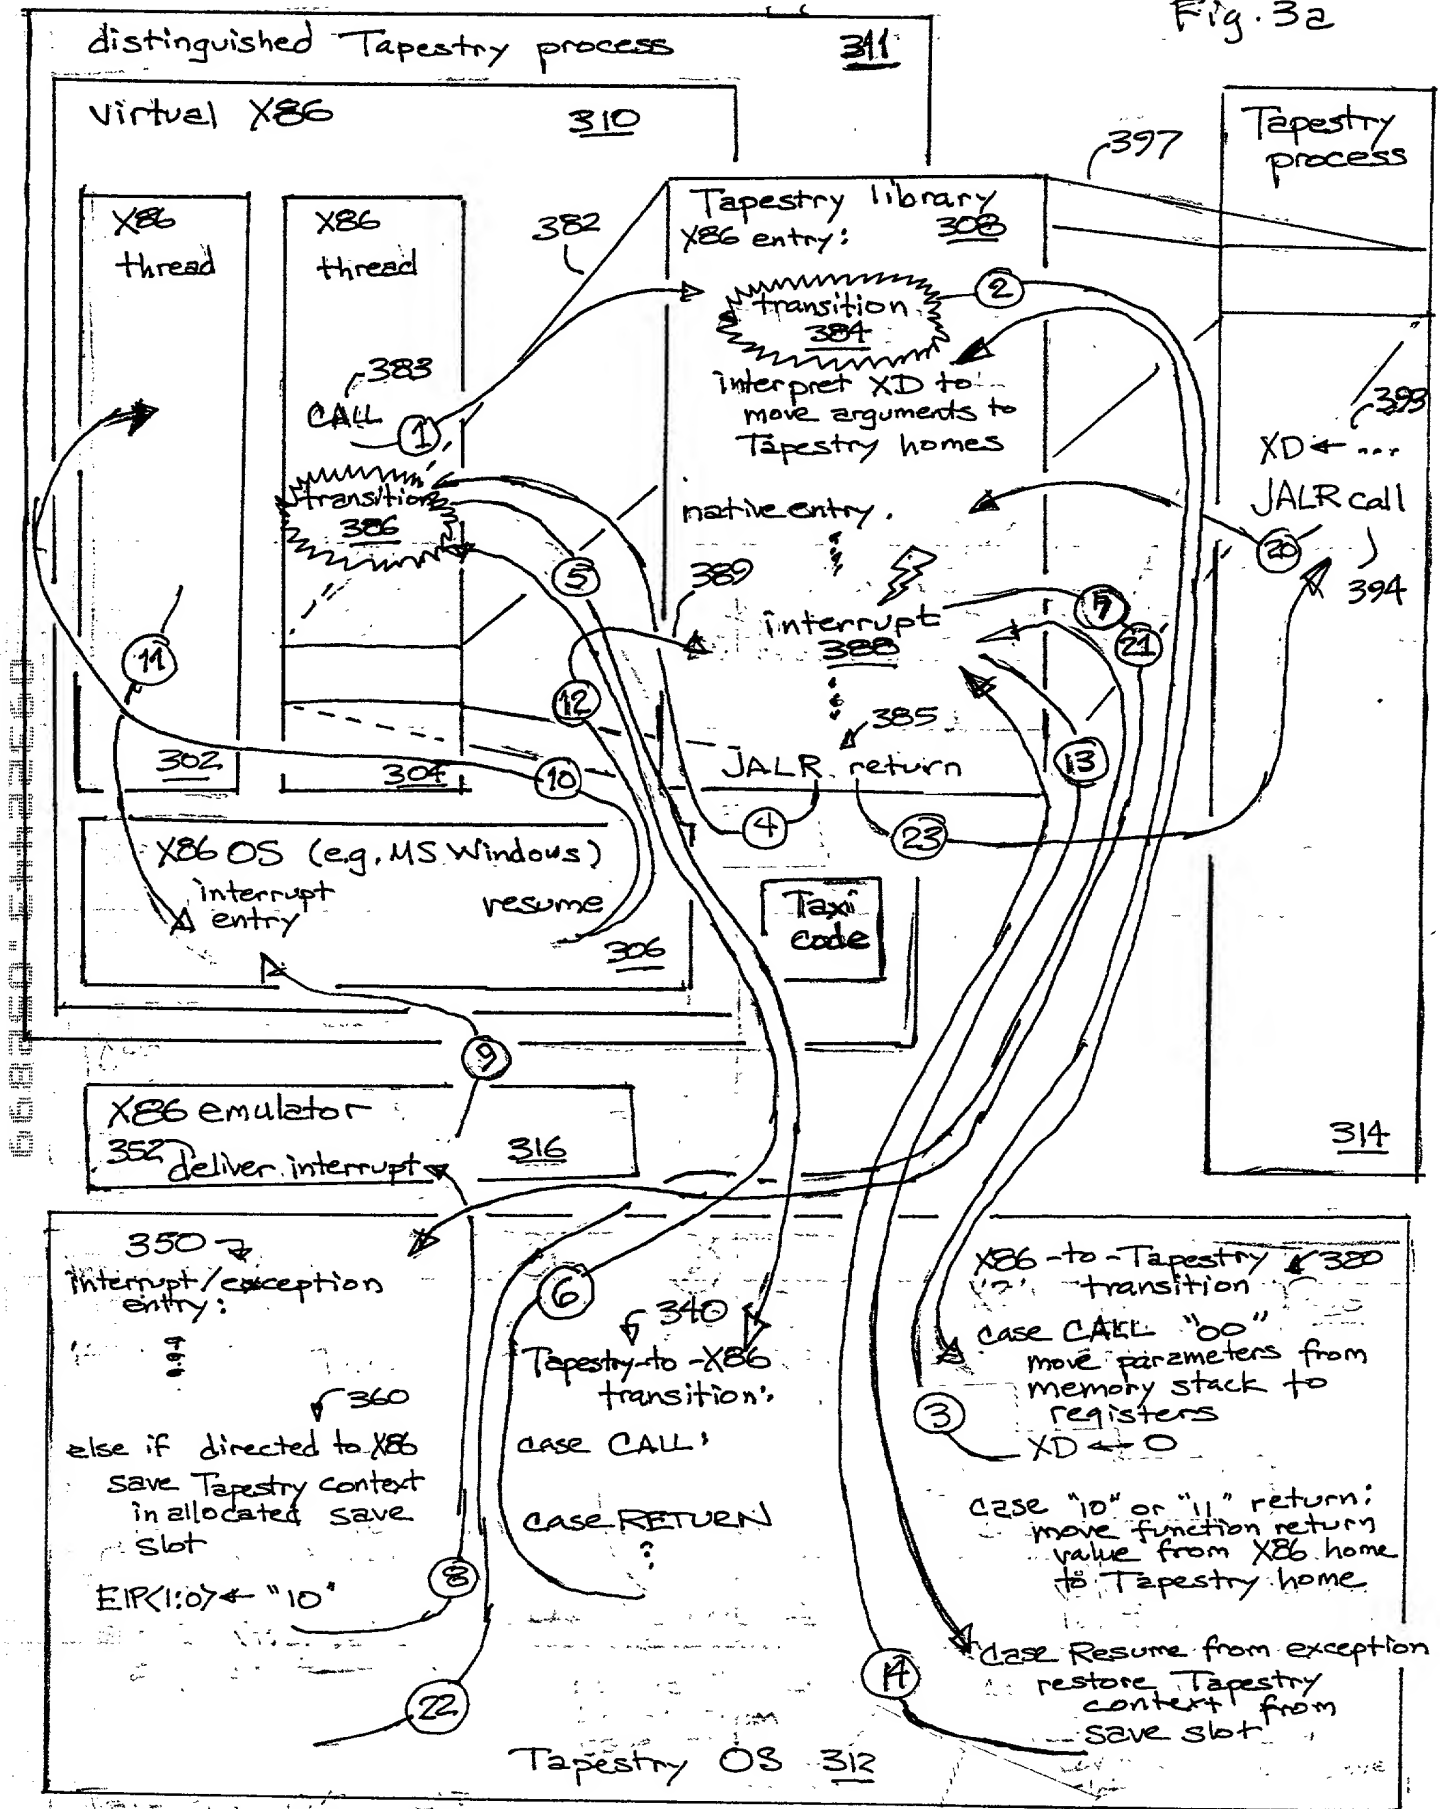 Fig. 3a
distinguished Tapestry process 311
virtual X86 310
Tapestry
process
397
X86
thread
X86
thread
382
Tapestry library
X86 entry: 308
transition
384
2
interpret XD to
move arguments to
Tapestry homes
383
CALL
1
transition
386
393
XD ← ...
JALR call
394
native entry.
20
5
389
interrupt
388
7
21
11
12
385
JALR return
13
302
304
10
4
23
X86 OS (e.g. MS Windows)
interrupt
entry
resume
306
Taxi
code
9
X86 emulator
352 deliver interrupt
316
314
350
interrupt/exception
entry:
360
else if directed to X86
save Tapestry context
in allocated save
slot
EIP<1:0> ← "10"
8
22
6
340
Tapestry-to-X86
transition:
case CALL:
case RETURN
X86-to-Tapestry 380
transition
case CALL "00"
move parameters from
memory stack to
registers
XD ← 0
3
case "10" or "11" return:
move function return
value from X86 home
to Tapestry home
case Resume from exception
restore Tapestry
context from
save slot
14
Tapestry OS 312